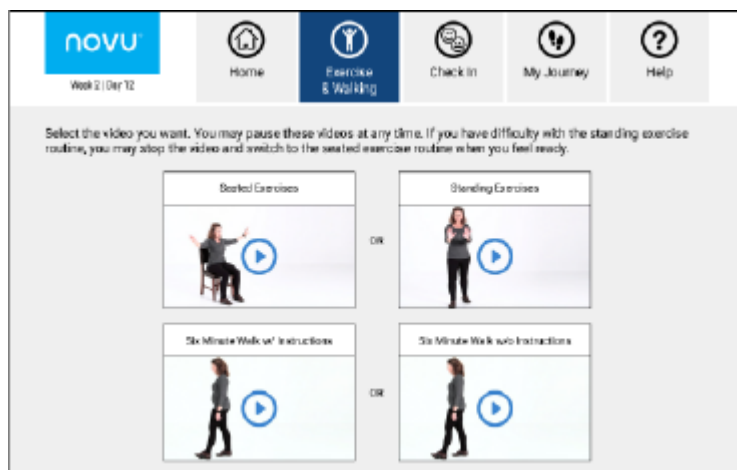 novu
Week 2 | Day 12
Home
Exercise
& Walking
Check In
My Journey
Help
Select the video you want. You may pause these videos at any time. If you have difficulty with the standing exercise
routine, you may stop the video and switch to the seated exercise routine when you feel ready.
Seated Exercises
OR
Standing Exercises
Six Minute Walk w/ Instructions
OR
Six Minute Walk w/o Instructions